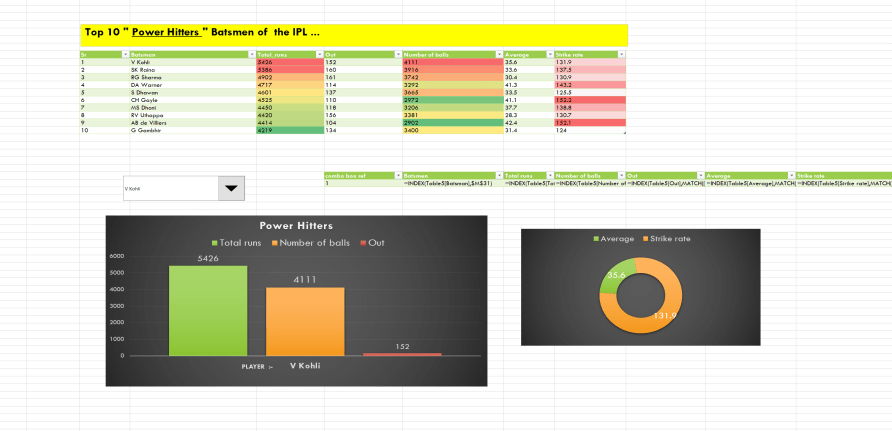 Top 10 " Power Hitters " Batsmen of the IPL ...
Sr Batsmen Total runs Out Number of balls Average Strike rate
1 V Kohli 5426 152 4111 35.6 131.9
2 SK Raina 5386 160 3916 33.6 137.5
3 RG Sharma 4902 161 3742 30.4 130.9
4 DA Warner 4717 114 3292 41.3 143.2
5 S Dhawan 4601 137 3665 33.5 125.5
6 CH Gayle 4525 110 2972 41.1 152.2
7 MS Dhoni 4450 118 3206 37.7 138.8
8 RV Uthappa 4420 156 3381 28.3 130.7
9 AB de Villiers 4414 104 2902 42.4 152.1
10 G Gambhir 4219 134 3400 31.4 124
combo box ref Batsmen Total runs Number of balls Out Average Strike rate
1 =INDEX(Table5[Batsman],$M$31) =INDEX(Table5[Tot =INDEX(Table5[Number of =INDEX(Table5[Out],MATCH( =INDEX(Table5[Average],MATCH( =INDEX(Table5[Strike rate],MATCH(
V Kohli
Power Hitters
Total runs Number of balls Out
6000
5000
4000
3000
2000
1000
0
5426
4111
152
PLAYER :- V Kohli
Average Strike rate
35.6
131.9